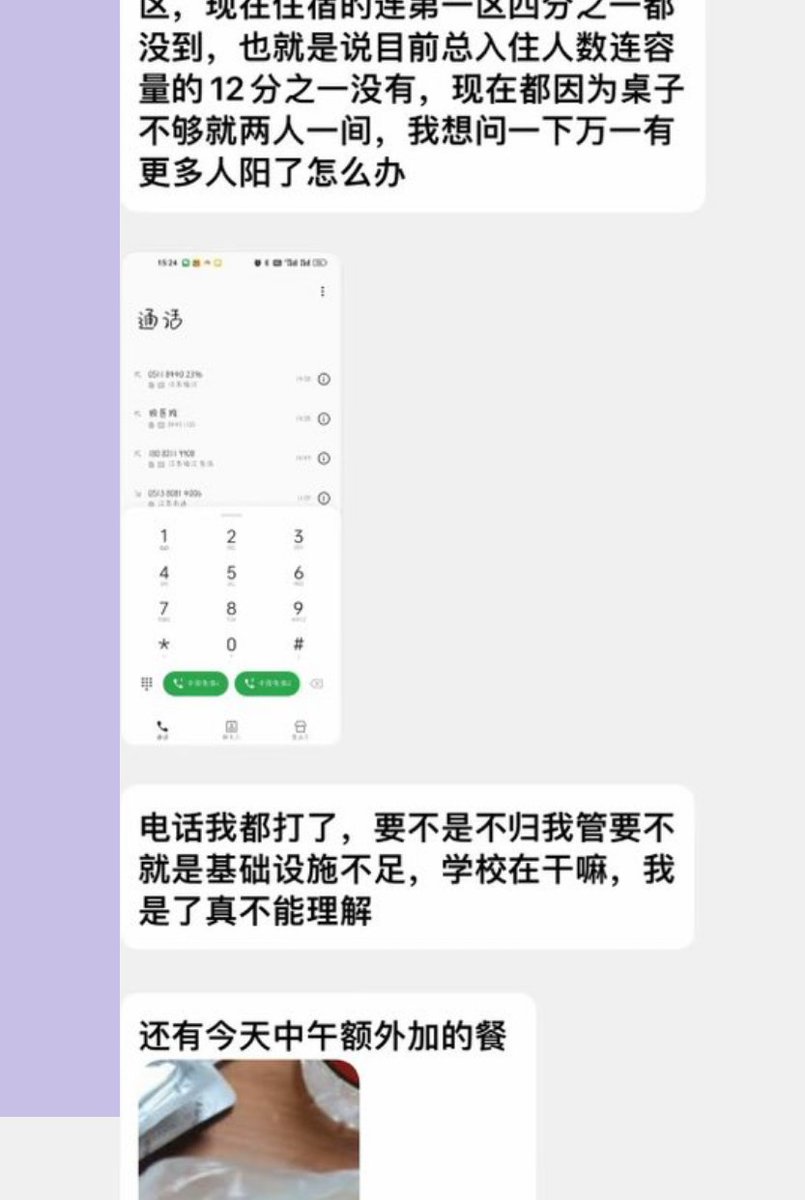 区，现在住宿的连第一区四分之一都
没到，也就是说目前总入住人数连容
量的12分之一没有，现在都因为桌子
不够就两人一间，我想问一下万一有
更多人阳了怎么办
15:24
通话
0511 8990 2396
180 8211 9908
0513 8081 9006
1
2
3
4
5
6
7
8
9
*
0
#
电话我都打了，要不是不归我管要不
就是基础设施不足，学校在干嘛，我
是了真不能理解
还有今天中午额外加的餐